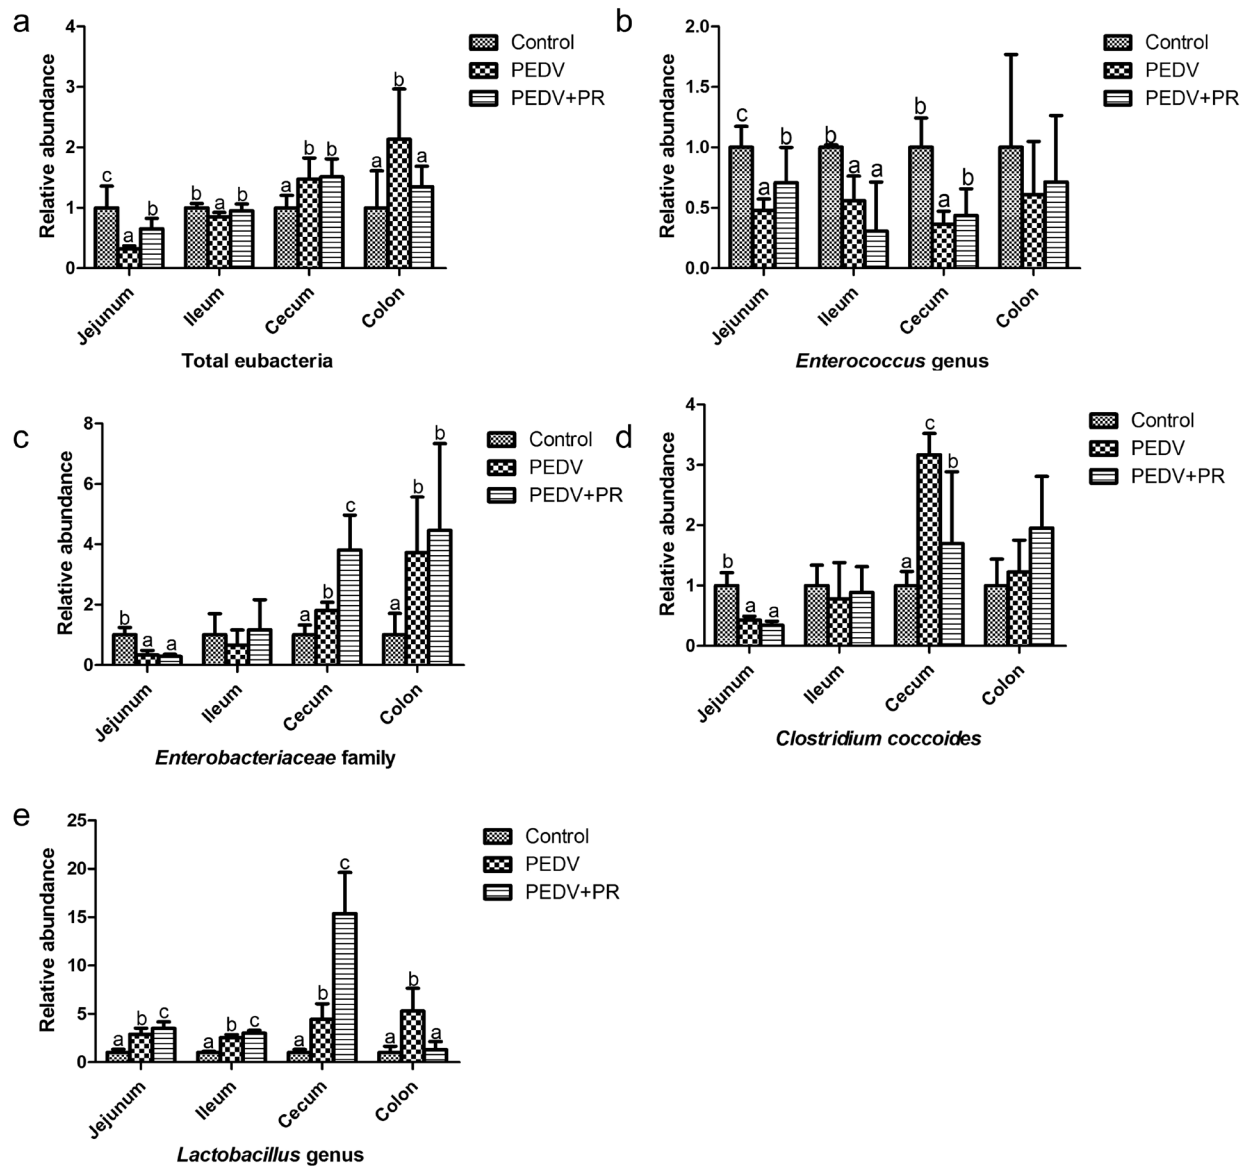 a
Relative abundance
4
3
2
1
0
c
a
b
b
a
b
a
b
b
a
b
a
Jejunum
Ileum
Cecum
Colon
Total eubacteria
Control
PEDV
PEDV+PR
b
Relative abundance
2.0
1.5
1.0
0.5
0.0
c
a
b
b
a
a
b
a
b
Jejunum
Ileum
Cecum
Colon
Enterococcus genus
Control
PEDV
PEDV+PR
c
Relative abundance
8
6
4
2
0
b
a
a
a
b
c
a
b
b
Jejunum
Ileum
Cecum
Colon
Enterobacteriaceae family
Control
PEDV
PEDV+PR
d
Relative abundance
4
3
2
1
0
b
a
a
a
c
b
Jejunum
Ileum
Cecum
Colon
Clostridium coccoides
Control
PEDV
PEDV+PR
e
Relative abundance
25
20
15
10
5
0
a
b
c
a
b
c
a
b
c
a
b
a
Jejunum
Ileum
Cecum
Colon
Lactobacillus genus
Control
PEDV
PEDV+PR